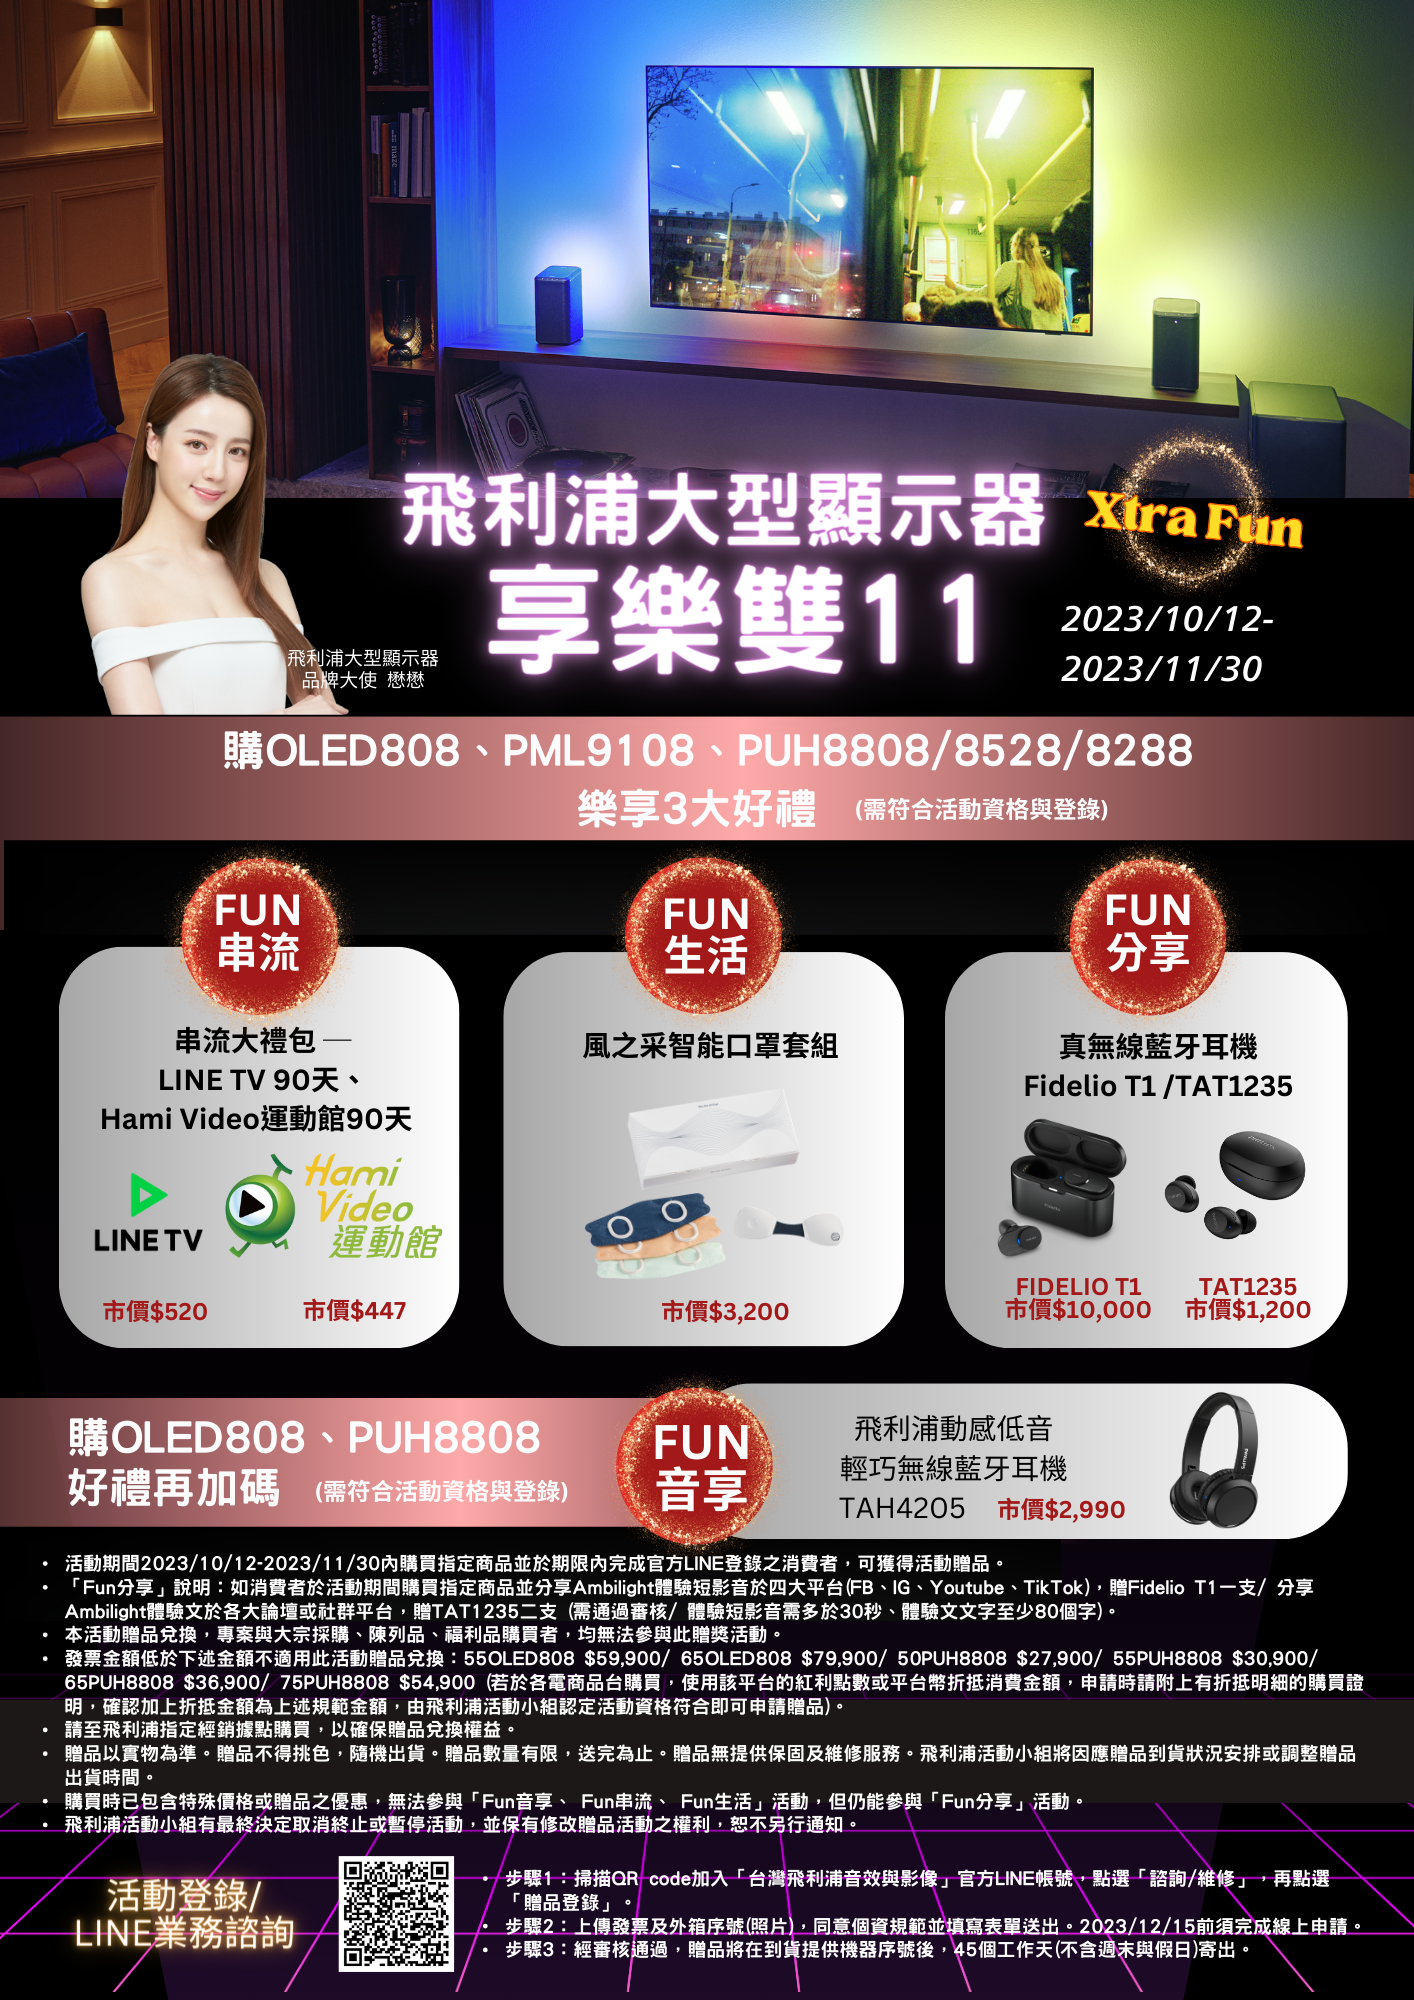 飛利浦大型顯示器
Xtra Fun
享樂雙11
2023/10/12-
2023/11/30
飛利浦大型顯示器
品牌大使 懋懋
購OLED808、PML9108、PUH8808/8528/8288
樂享3大好禮 (需符合活動資格與登錄)
FUN
串流
串流大禮包 —
LINE TV 90天、
Hami Video運動館90天
LINE TV
Hami
Video
運動館
市價$520 市價$447
FUN
生活
風之采智能口罩套組
市價$3,200
FUN
分享
真無線藍牙耳機
Fidelio T1 /TAT1235
FIDELIO T1 TAT1235
市價$10,000 市價$1,200
購OLED808、PUH8808
好禮再加碼 (需符合活動資格與登錄)
FUN
音享
飛利浦動感低音
輕巧無線藍牙耳機
TAH4205 市價$2,990
• 活動期間2023/10/12-2023/11/30內購買指定商品並於期限內完成官方LINE登錄之消費者，可獲得活動贈品。
• 「Fun分享」說明：如消費者於活動期間購買指定商品並分享Ambilight體驗短影音於四大平台(FB、IG、Youtube、TikTok)，贈Fidelio T1一支/ 分享
Ambilight體驗文於各大論壇或社群平台，贈TAT1235二支 (需通過審核/ 體驗短影音需多於30秒、體驗文文字至少80個字)。
• 本活動贈品兌換，專案與大宗採購、陳列品、福利品購買者，均無法參與此贈獎活動。
• 發票金額低於下述金額不適用此活動贈品兌換：55OLED808 $59,900/ 65OLED808 $79,900/ 50PUH8808 $27,900/ 55PUH8808 $30,900/
65PUH8808 $36,900/ 75PUH8808 $54,900 (若於各電商品台購買，使用該平台的紅利點數或平台幣折抵消費金額，申請時請附上有折抵明細的購買證
明，確認加上折抵金額為上述規範金額，由飛利浦活動小組認定活動資格符合即可申請贈品)。
• 請至飛利浦指定經銷據點購買，以確保贈品兌換權益。
• 贈品以實物為準。贈品不得挑色，隨機出貨。贈品數量有限，送完為止。贈品無提供保固及維修服務。飛利浦活動小組將因應贈品到貨狀況安排或調整贈品
出貨時間。
• 購買時已包含特殊價格或贈品之優惠，無法參與「Fun音享、 Fun串流、 Fun生活」活動，但仍能參與「Fun分享」活動。
• 飛利浦活動小組有最終決定取消終止或暫停活動，並保有修改贈品活動之權利，恕不另行通知。
活動登錄/
LINE業務諮詢
• 步驟1：掃描QR code加入「台灣飛利浦音效與影像」官方LINE帳號，點選「諮詢/維修」，再點選
「贈品登錄」。
• 步驟2：上傳發票及外箱序號(照片)，同意個資規範並填寫表單送出。2023/12/15前須完成線上申請。
• 步驟3：經審核通過，贈品將在到貨提供機器序號後，45個工作天(不含週末與假日)寄出。